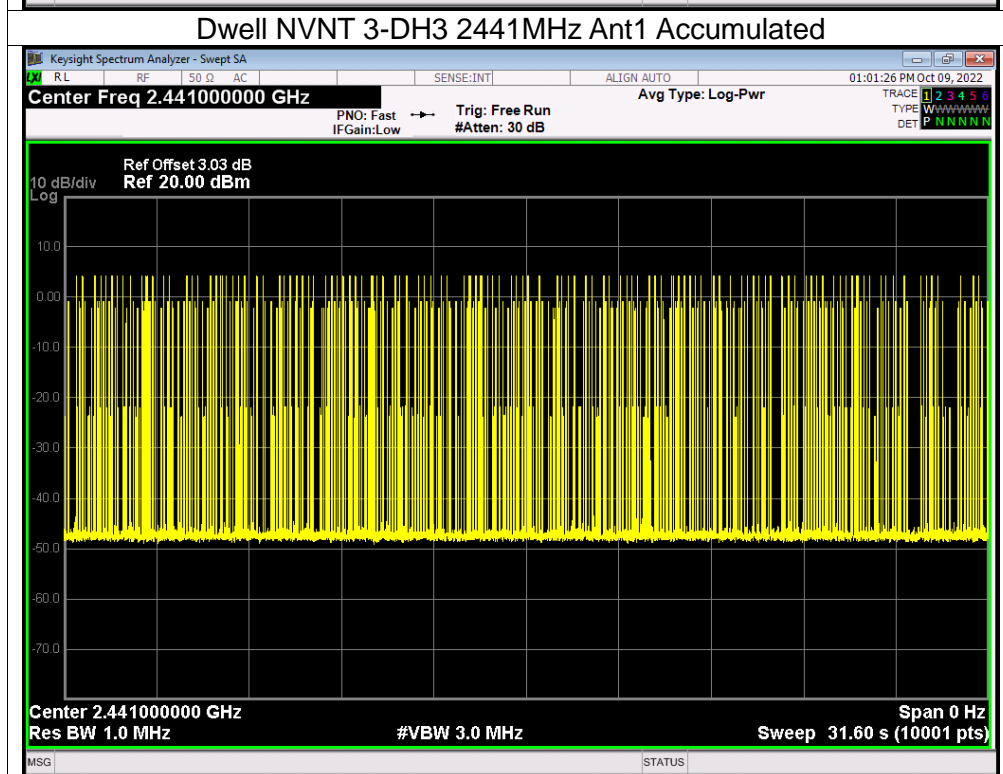 Dwell NVNT 3-DH3 2441MHz Ant1 Accumulated
Keysight Spectrum Analyzer - Swept SA
LXI RL RF 50 Ω AC SENSE:INT ALIGN AUTO 01:01:26 PM Oct 09, 2022
Center Freq 2.441000000 GHz Avg Type: Log-Pwr TRACE 1 2 3 4 5 6
PNO: Fast Trig: Free Run TYPE WWWWWW
IFGain:Low #Atten: 30 dB DET P N N N N N
Ref Offset 3.03 dB
10 dB/div Ref 20.00 dBm
Log
10.0
0.00
-10.0
-20.0
-30.0
-40.0
-50.0
-60.0
-70.0
Center 2.441000000 GHz Span 0 Hz
Res BW 1.0 MHz #VBW 3.0 MHz Sweep 31.60 s (10001 pts)
MSG STATUS